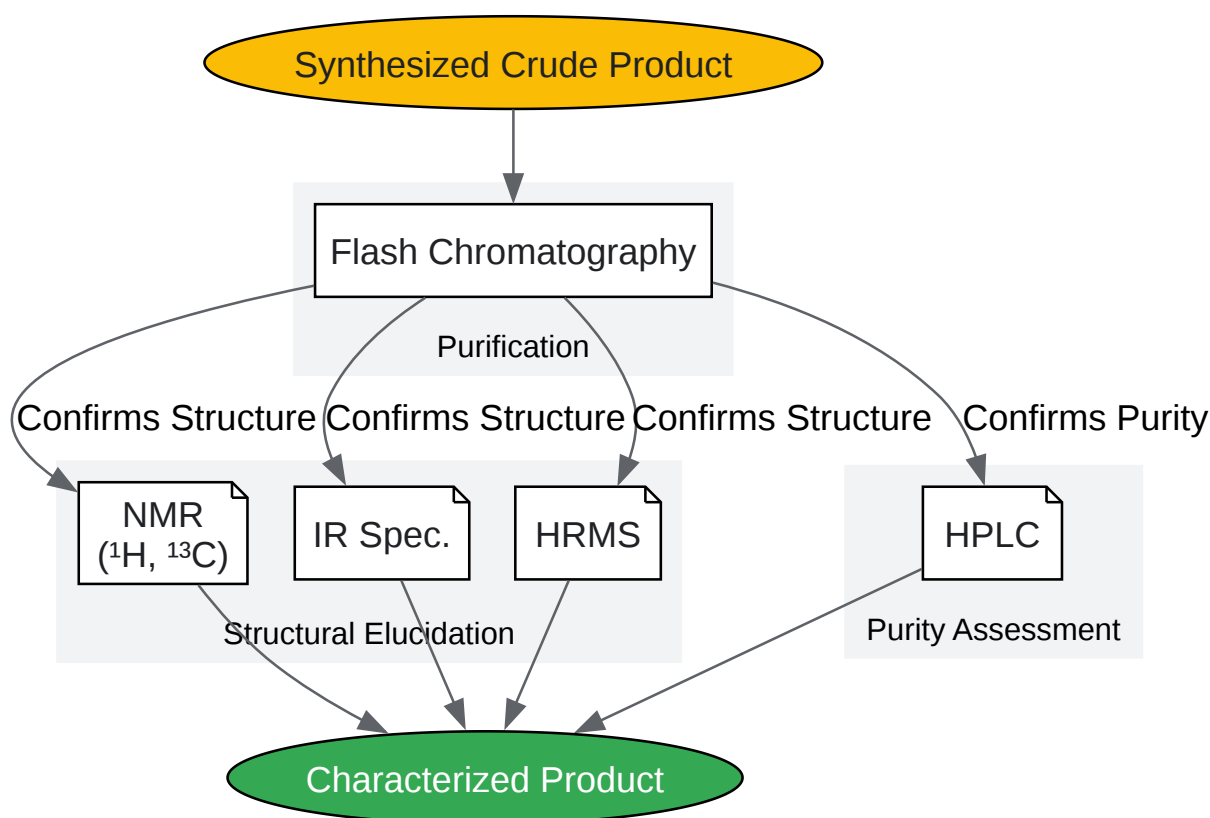 Synthesized Crude Product
Flash Chromatography
Purification
Confirms Structure
Confirms Structure
Confirms Structure
Confirms Purity
NMR
(¹H, ¹³C)
IR Spec.
HRMS
HPLC
Structural Elucidation
Purity Assessment
Characterized Product